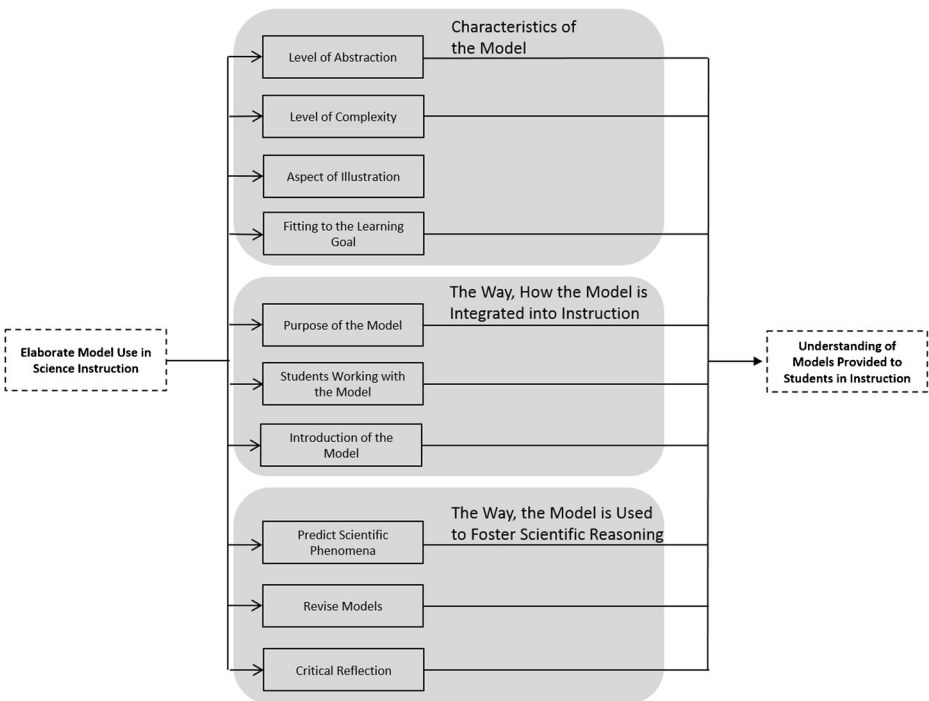 Characteristics of
the Model
Level of Abstraction
Level of Complexity
Aspect of Illustration
Fitting to the Learning
Goal
The Way, How the Model is
Integrated into Instruction
Purpose of the Model
Students Working with
the Model
Introduction of the
Model
Elaborate Model Use in
Science Instruction
Understanding of
Models Provided to
Students in Instruction
The Way, the Model is Used
to Foster Scientific Reasoning
Predict Scientific
Phenomena
Revise Models
Critical Reflection